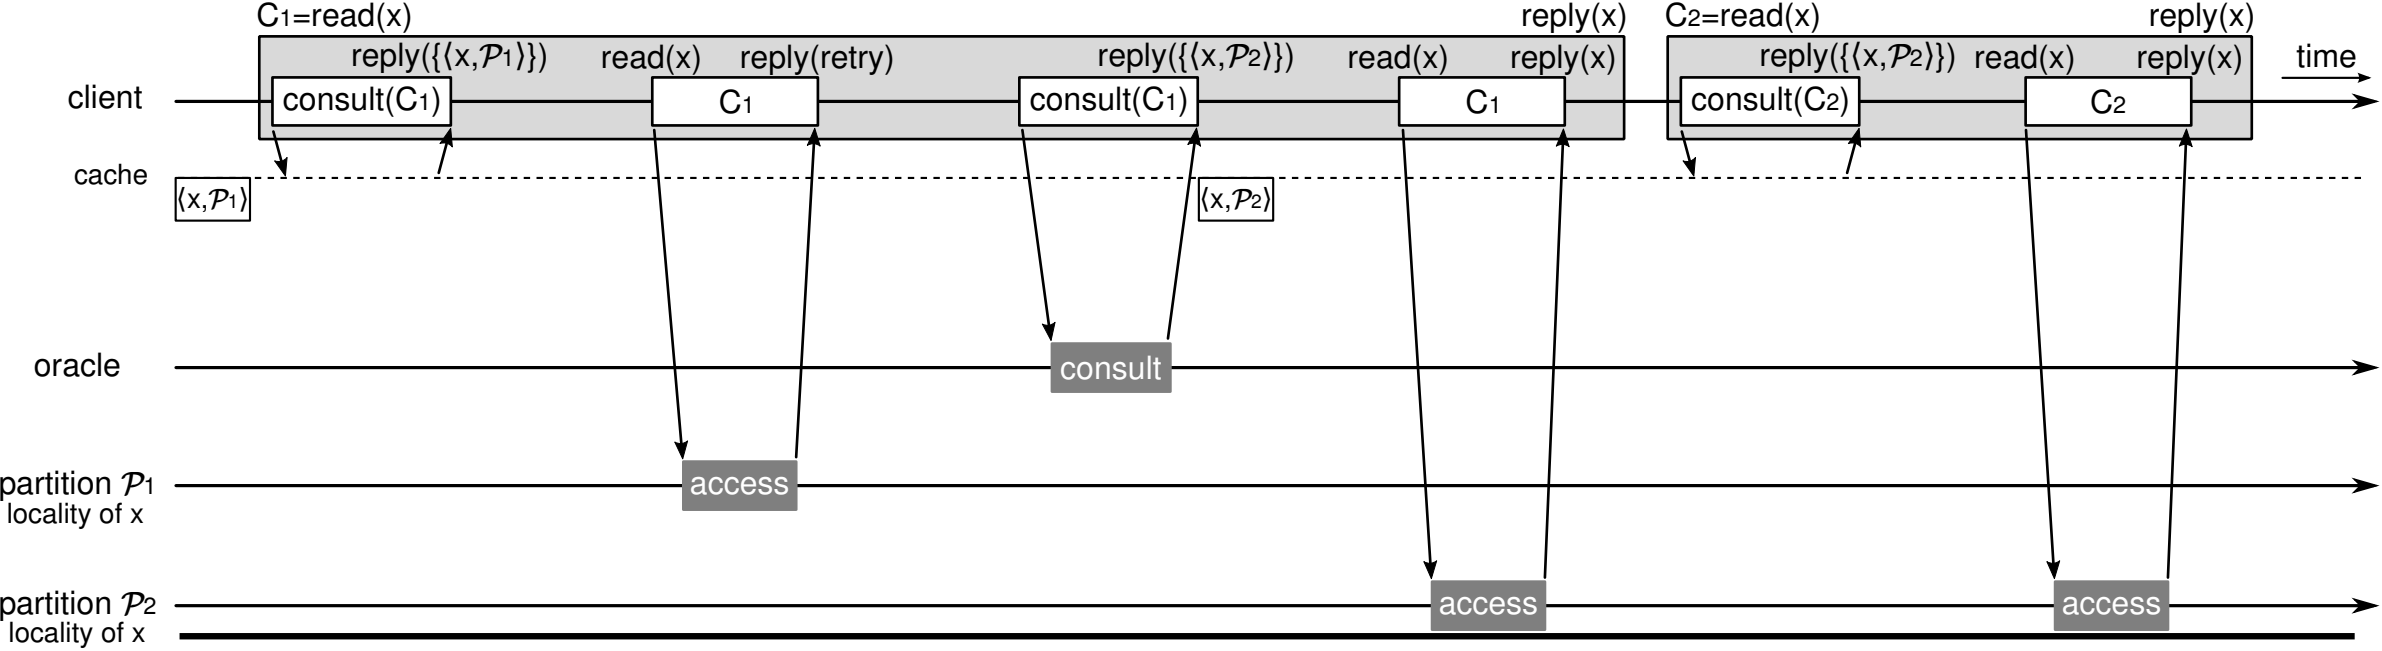 C1=read(x) reply(x) C2=read(x) reply(x)
reply({⟨x,𝒫1⟩}) read(x) reply(retry) reply({⟨x,𝒫2⟩}) read(x) reply(x) reply({⟨x,𝒫2⟩}) read(x) reply(x) time
client consult(C1) C1 consult(C1) C1 consult(C2) C2
cache
⟨x,𝒫1⟩ ⟨x,𝒫2⟩
oracle consult
partition 𝒫1 access
locality of x
partition 𝒫2 access access
locality of x